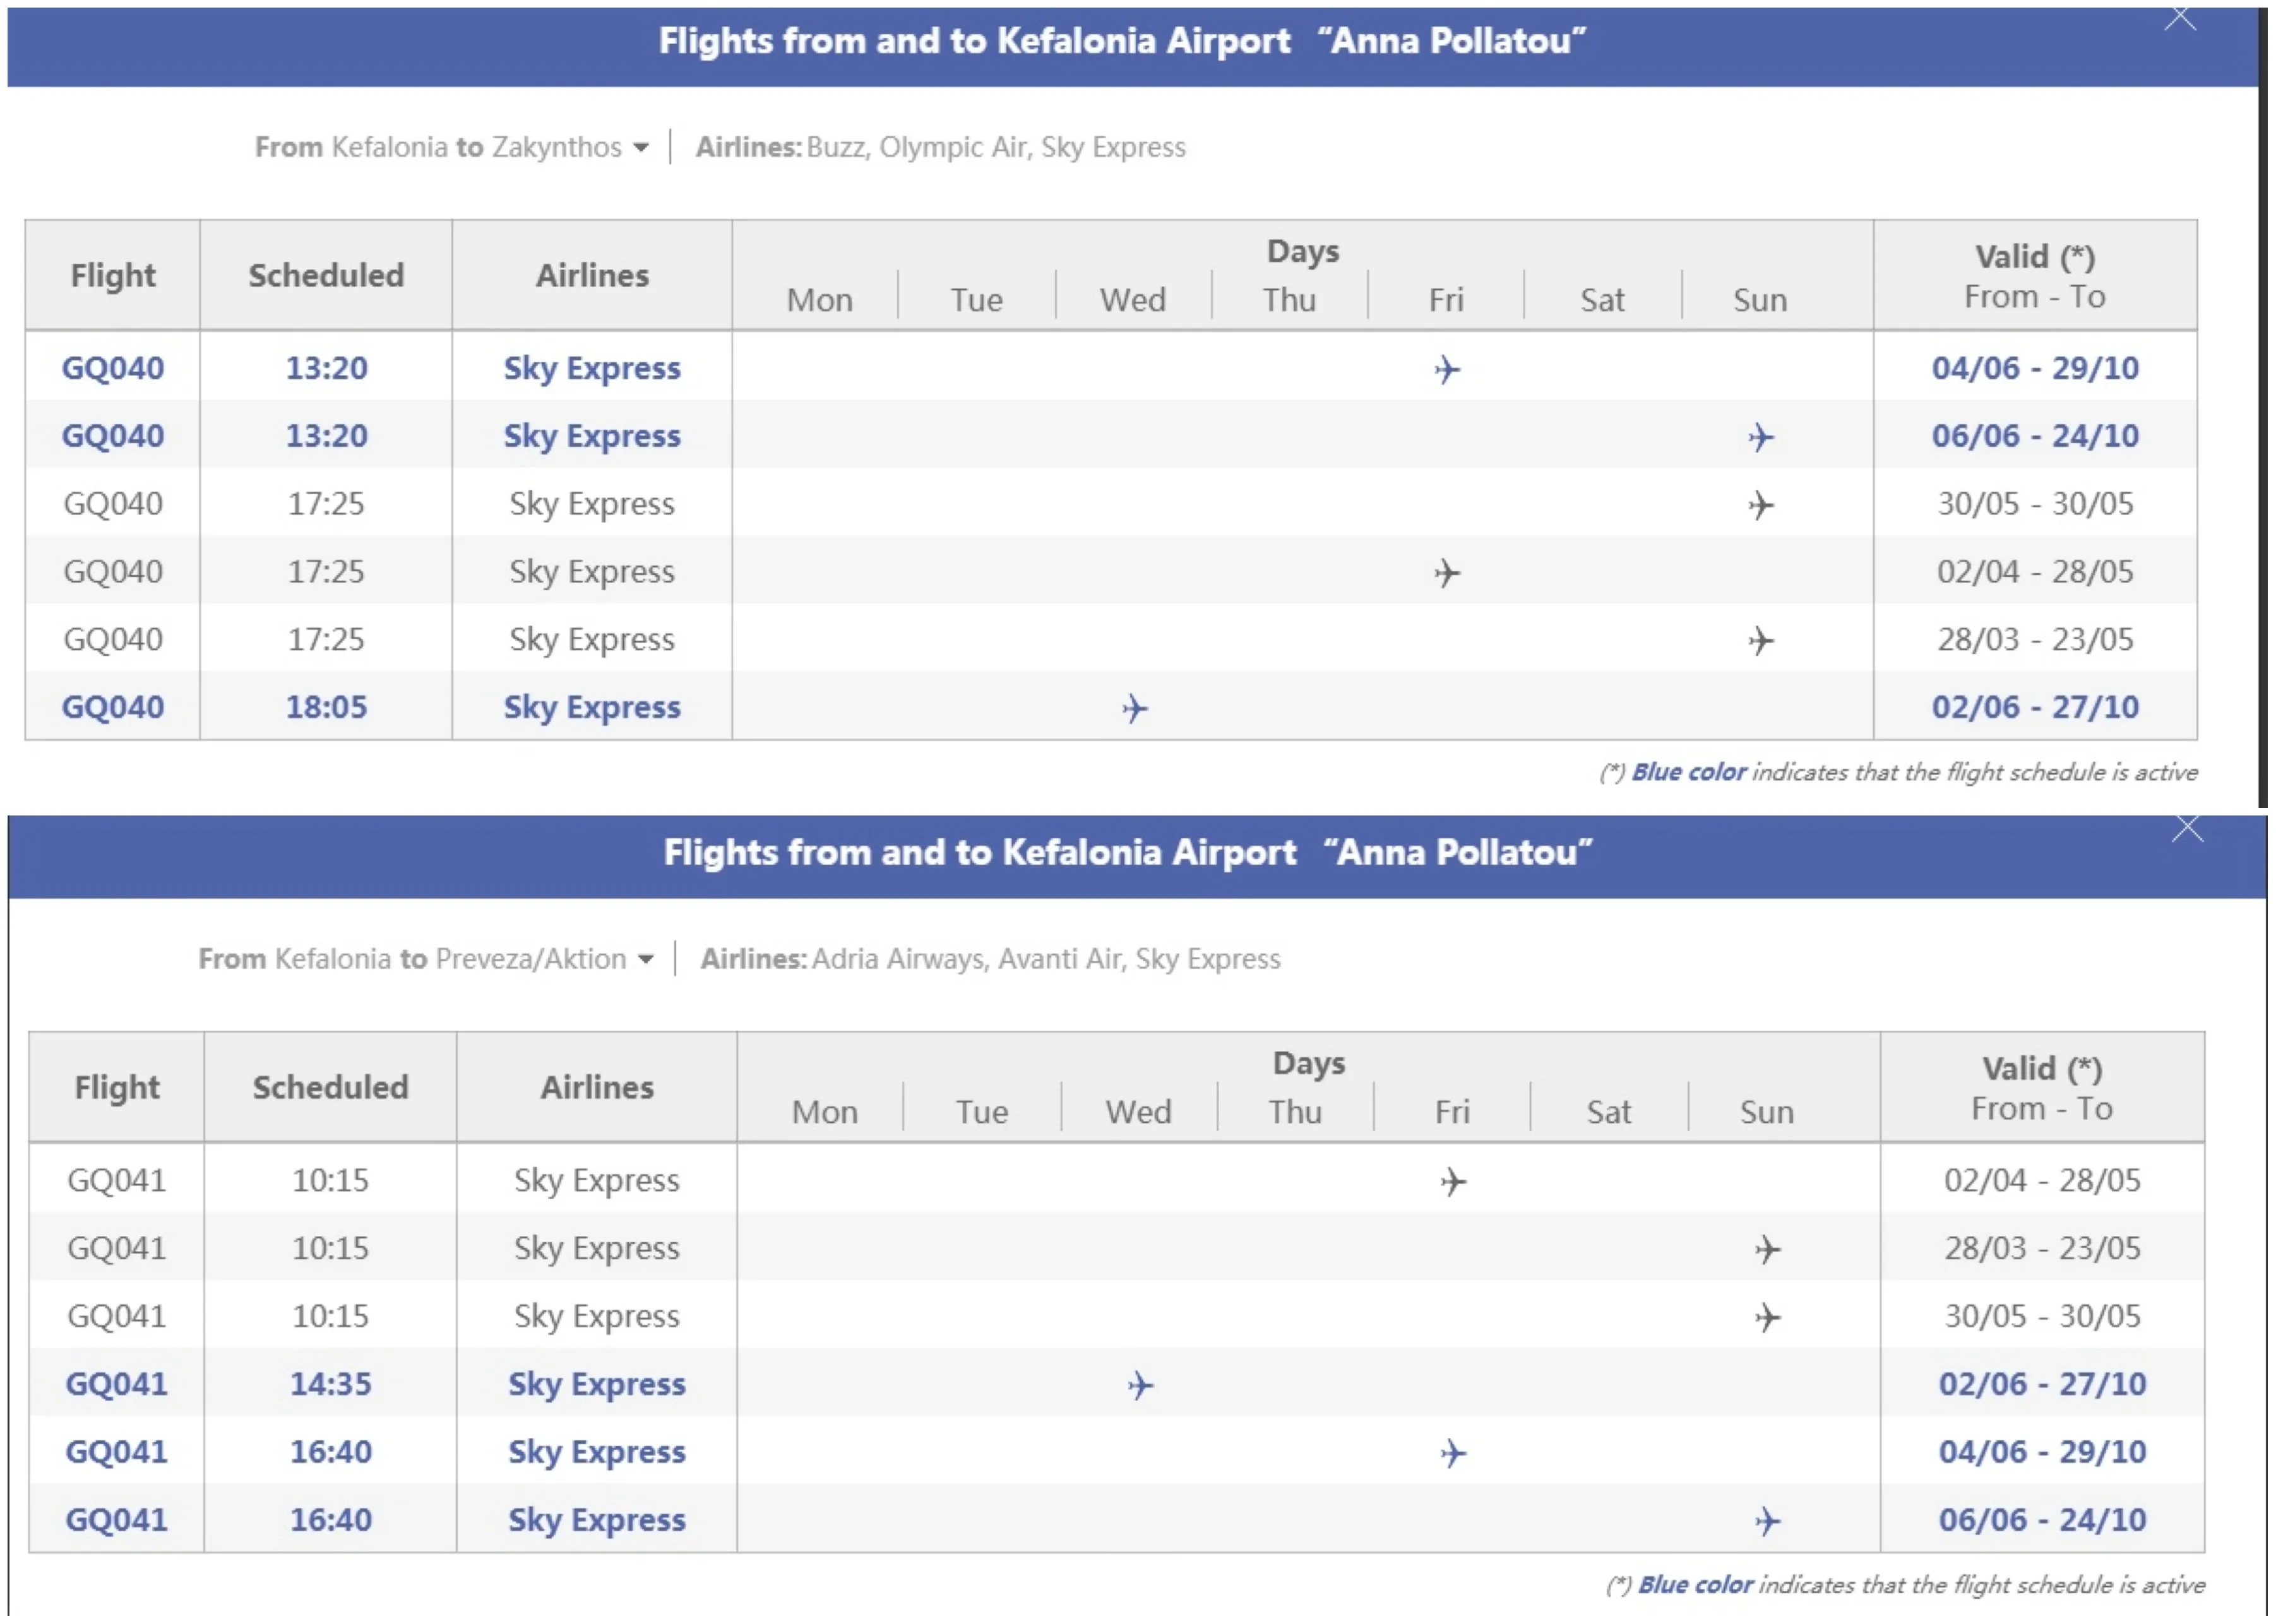 Flights from and to Kefalonia Airport “Anna Pollatou”
From Kefalonia to Zakynthos | Airlines: Buzz, Olympic Air, Sky Express
Flight Scheduled Airlines Days Valid (*)
Mon Tue Wed Thu Fri Sat Sun From - To
GQ040 13:20 Sky Express 04/06 - 29/10
GQ040 13:20 Sky Express 06/06 - 24/10
GQ040 17:25 Sky Express 30/05 - 30/05
GQ040 17:25 Sky Express 02/04 - 28/05
GQ040 17:25 Sky Express 28/03 - 23/05
GQ040 18:05 Sky Express 02/06 - 27/10
(*) Blue color indicates that the flight schedule is active
Flights from and to Kefalonia Airport “Anna Pollatou”
From Kefalonia to Preveza/Aktion | Airlines: Adria Airways, Avanti Air, Sky Express
Flight Scheduled Airlines Days Valid (*)
Mon Tue Wed Thu Fri Sat Sun From - To
GQ041 10:15 Sky Express 02/04 - 28/05
GQ041 10:15 Sky Express 28/03 - 23/05
GQ041 10:15 Sky Express 30/05 - 30/05
GQ041 14:35 Sky Express 02/06 - 27/10
GQ041 16:40 Sky Express 04/06 - 29/10
GQ041 16:40 Sky Express 06/06 - 24/10
(*) Blue color indicates that the flight schedule is active